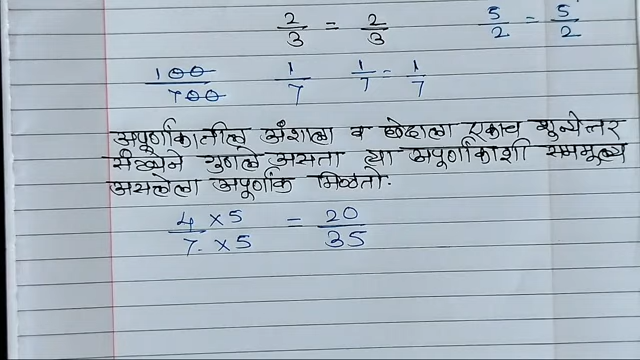 2/3 = 2/3    5/2 = 5/2
100/700    1/7    1/7 = 1/7
अपूर्णांकातील अंशाला व छेदाला एकाच शून्येत्तर
संख्येने गुणले असता त्या अपूर्णांकाशी सममूल्य
असलेला अपूर्णांक मिळतो.
4 × 5 / 7 × 5 = 20/35